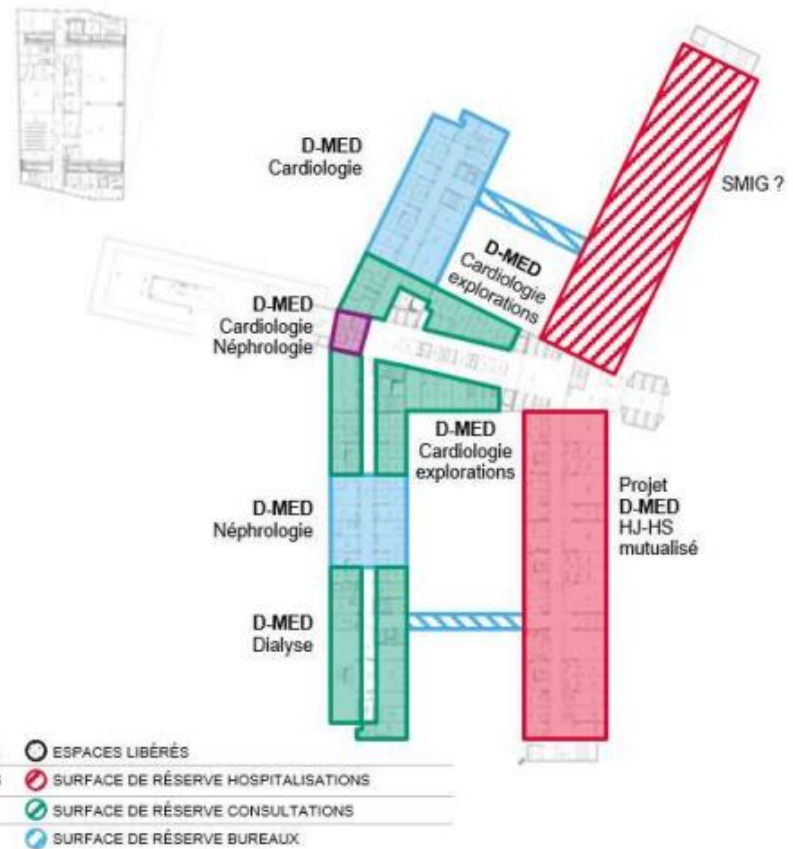 D-MED
Cardiologie
SMIG ?
D-MED
Cardiologie
explorations
D-MED
Cardiologie
Néphrologie
D-MED
Cardiologie
explorations
Projet
D-MED
HJ-HS
mutualisé
D-MED
Néphrologie
D-MED
Dialyse
ESPACES LIBÉRÉS
SURFACE DE RÉSERVE HOSPITALISATIONS
SURFACE DE RÉSERVE CONSULTATIONS
SURFACE DE RÉSERVE BUREAUX